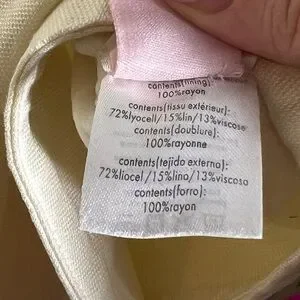 contents(lining):
100%rayon
contents(tissu extérieur):
72%lyocell/15%lin/13%viscose
contents(doublure):
100%rayonne
contents(tejido externo):
72%liocel/15%lino/13%viscosa
contents(forro):
100%rayon